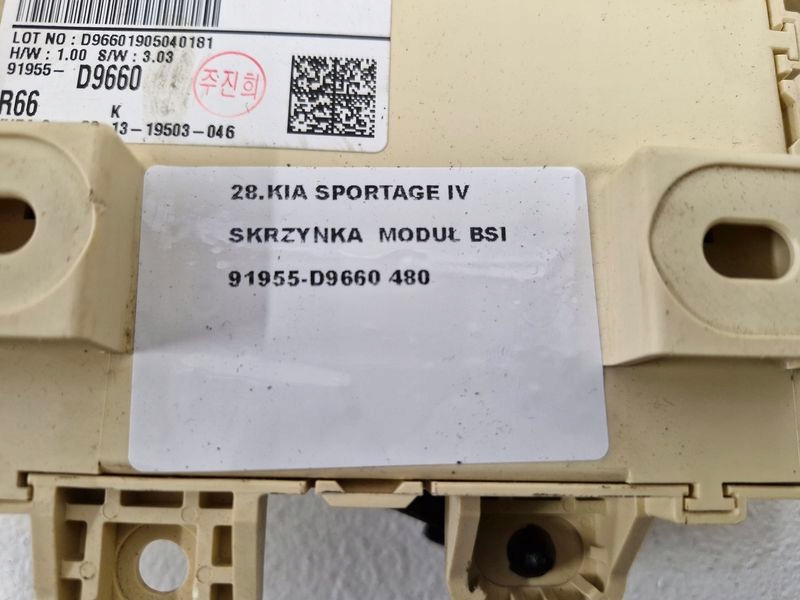 LOT NO : D96601905040181
H/W : 1.00 S/W : 3.03
91955- D9660
주진희
R66 K
13-19503-046
28.KIA SPORTAGE IV
SKRZYNKA MODUŁ BSI
91955-D9660 480